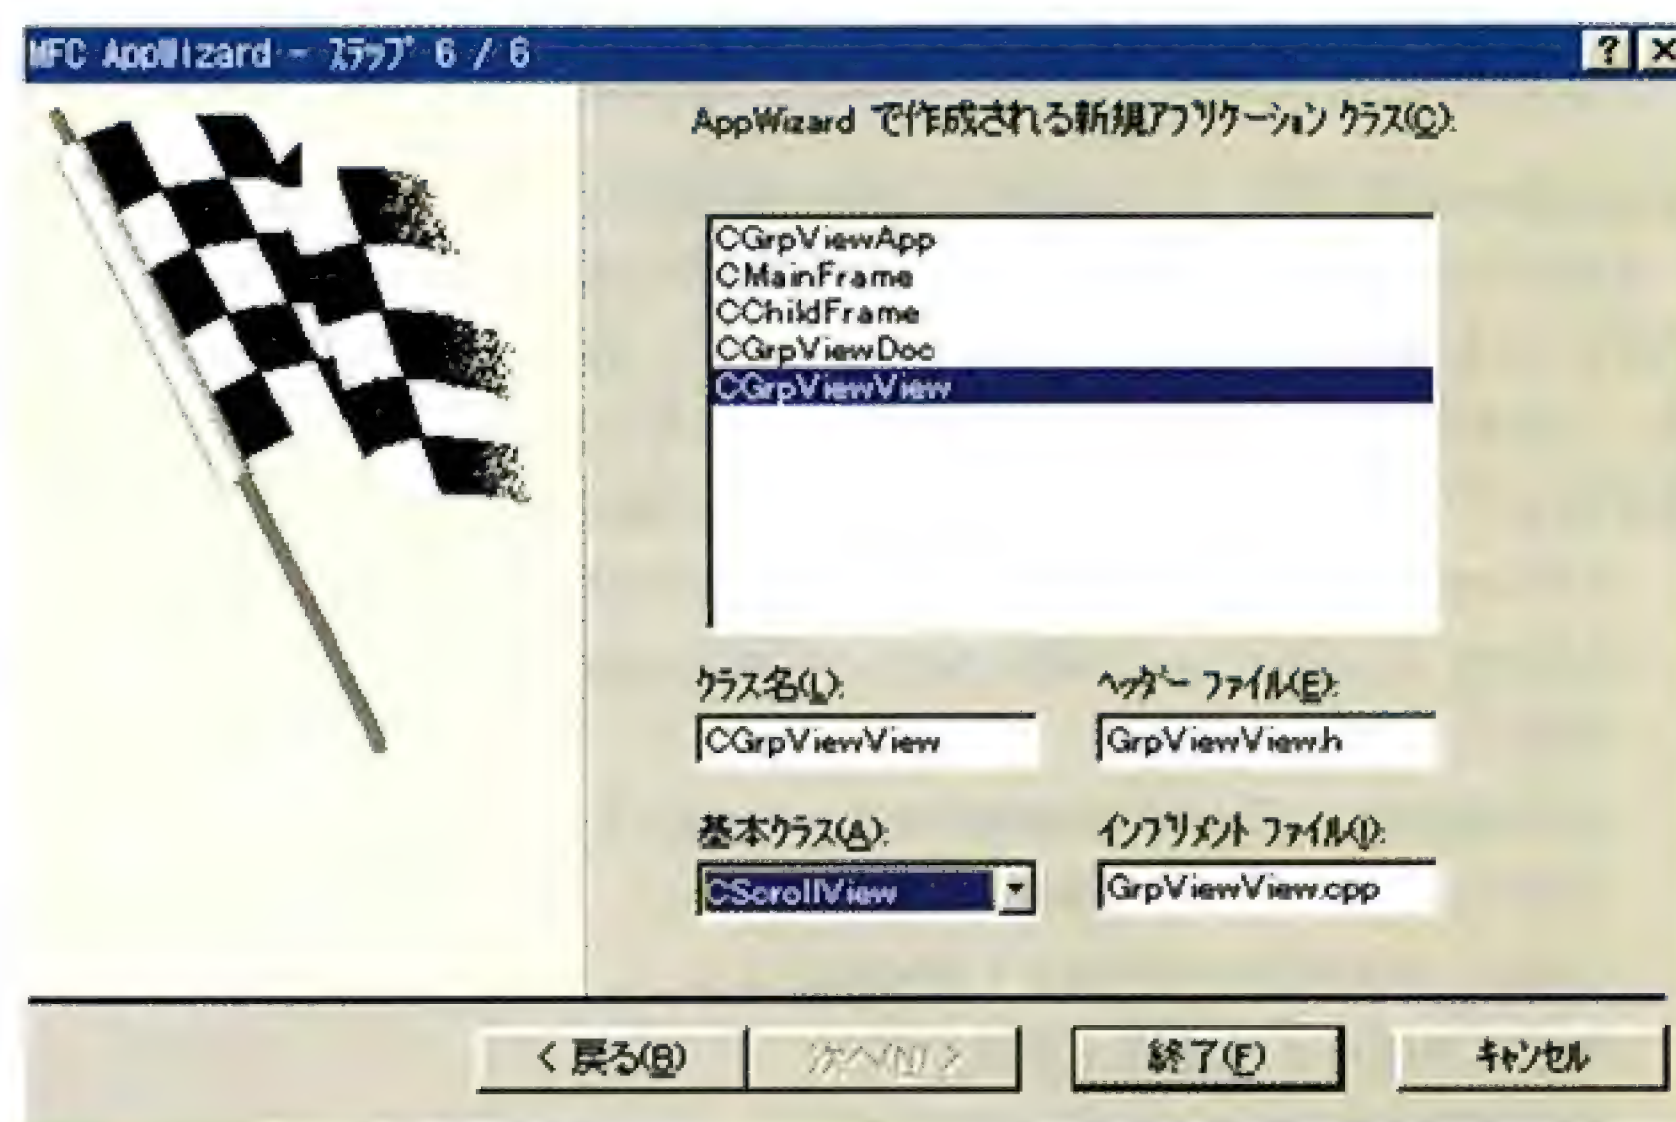 MFC AppWizard - ステップ 6 / 6
AppWizard で作成される新規アプリケーション クラス(C):
CGrpViewApp
CMainFrame
CChildFrame
CGrpViewDoc
CGrpViewView
クラス名(L):
ヘッダー ファイル(E):
CGrpViewView
GrpViewView.h
基本クラス(A):
インプリメント ファイル(I):
CScrollView
GrpViewView.cpp
< 戻る(B)
次へ(N) >
終了(F)
キャンセル